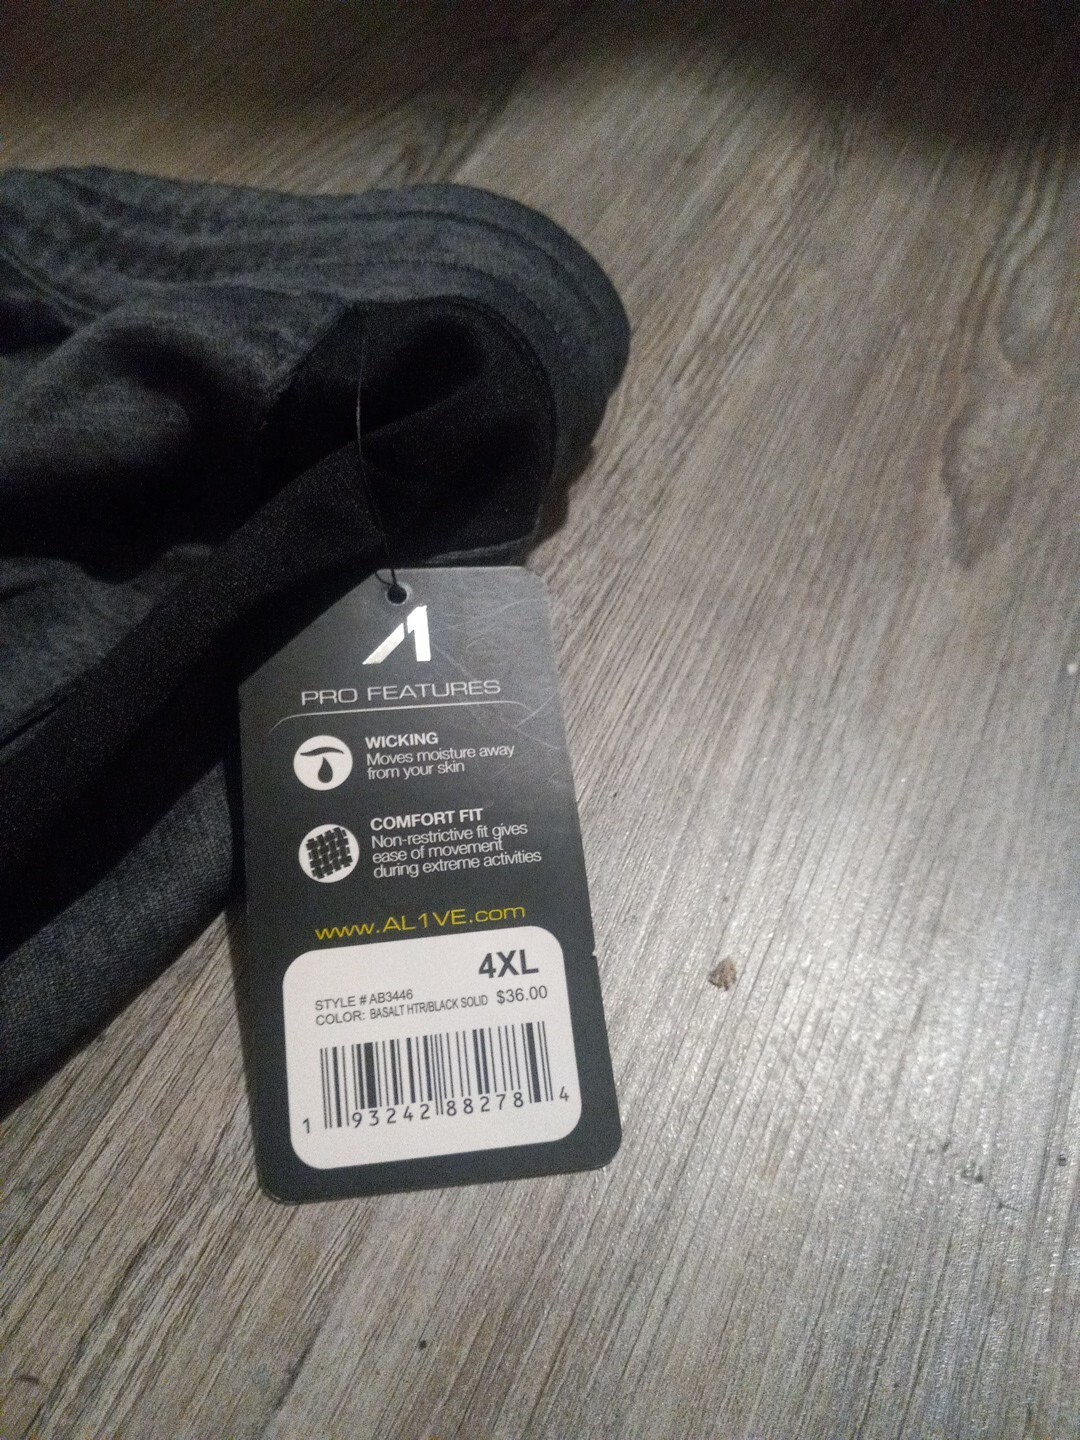 A1
PRO FEATURES
WICKING
Moves moisture away
from your skin
COMFORT FIT
Non-restrictive fit gives
ease of movement
during extreme activities
www.AL1VE.com
4XL
STYLE # AB3446
COLOR: BASALT HTR/BLACK SOLID $36.00
1 93242 88278 4